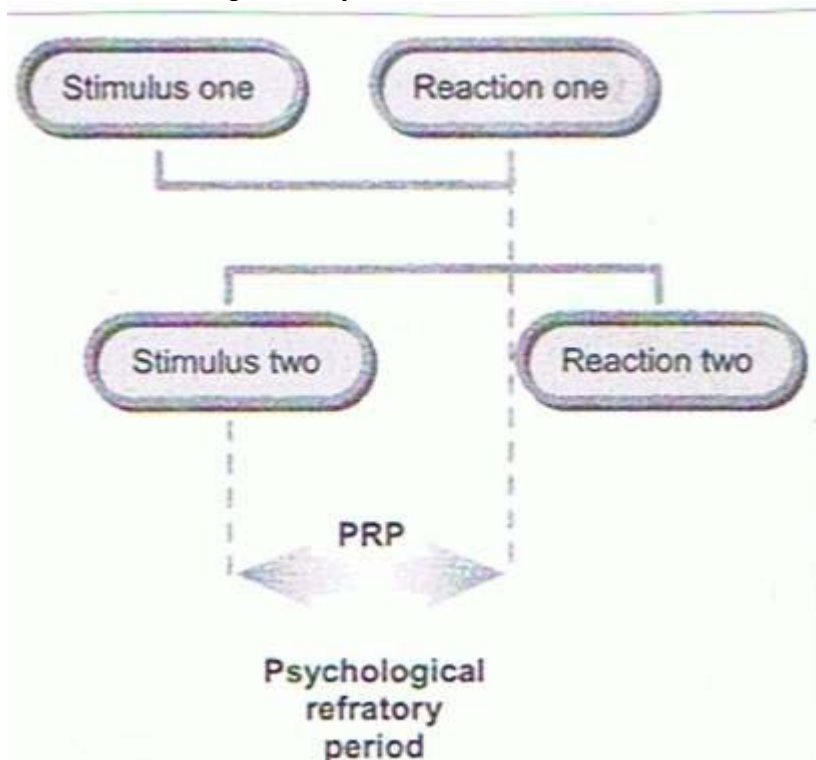 Stimulus one
Reaction one
Stimulus two
Reaction two
PRP
Psychological
refratory
period